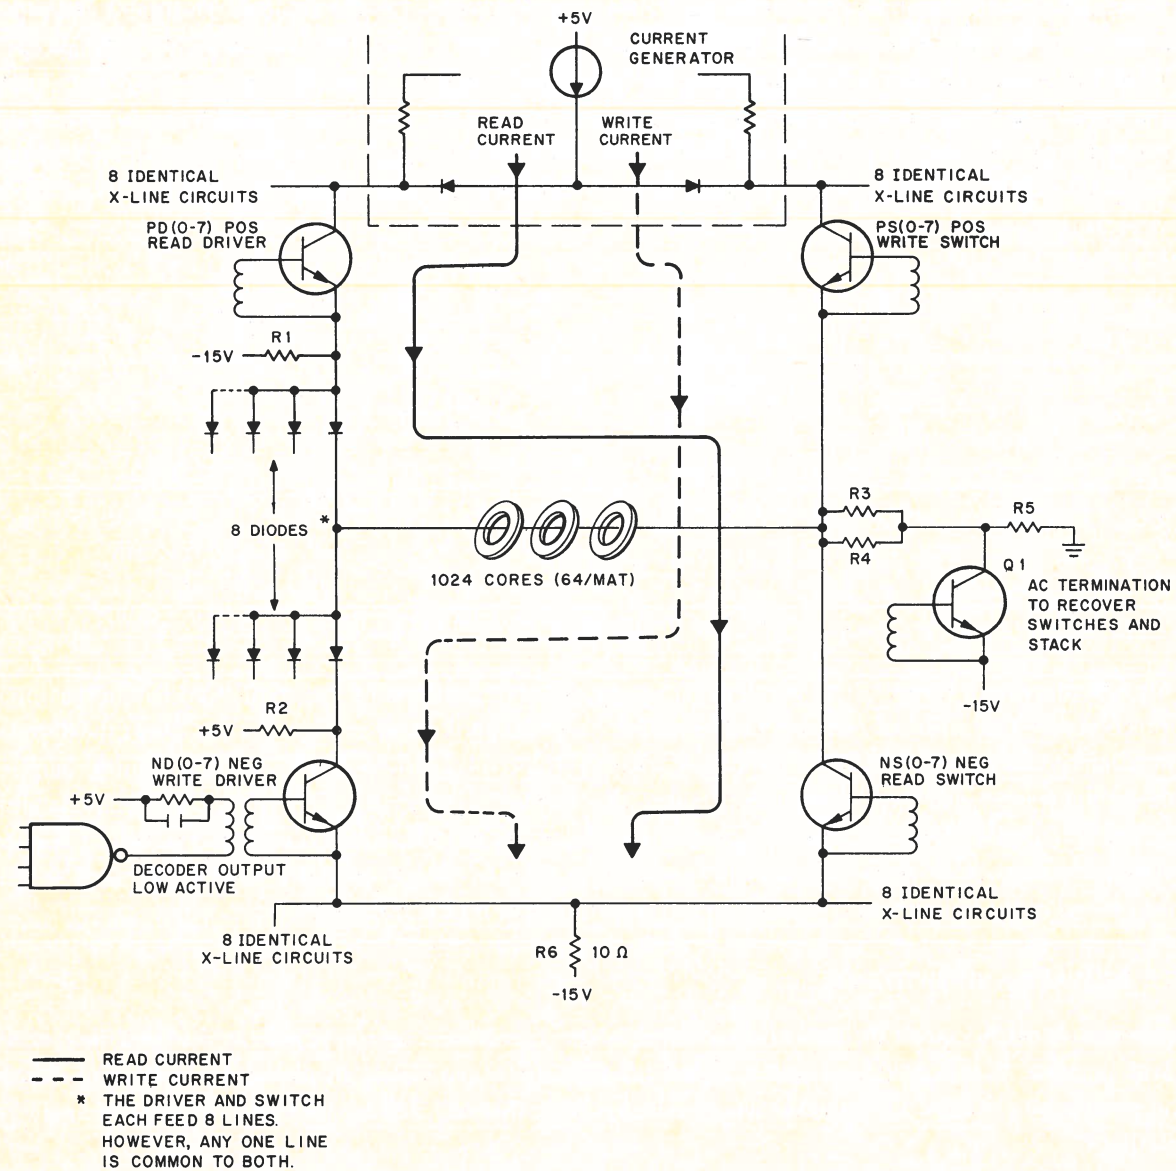 +5V
CURRENT
GENERATOR
READ
CURRENT
WRITE
CURRENT
8 IDENTICAL
X-LINE CIRCUITS
8 IDENTICAL
X-LINE CIRCUITS
PD(0-7) POS
READ DRIVER
PS(0-7) POS
WRITE SWITCH
R1
-15V
8 DIODES
*
1024 CORES (64/MAT)
R3
R4
R5
Q1
AC TERMINATION
TO RECOVER
SWITCHES AND
STACK
-15V
R2
+5V
ND(0-7) NEG
WRITE DRIVER
NS(0-7) NEG
READ SWITCH
+5V
DECODER OUTPUT
LOW ACTIVE
8 IDENTICAL
X-LINE CIRCUITS
8 IDENTICAL
X-LINE CIRCUITS
R6 10 Ω
-15V
READ CURRENT
WRITE CURRENT
* THE DRIVER AND SWITCH
EACH FEED 8 LINES.
HOWEVER, ANY ONE LINE
IS COMMON TO BOTH.